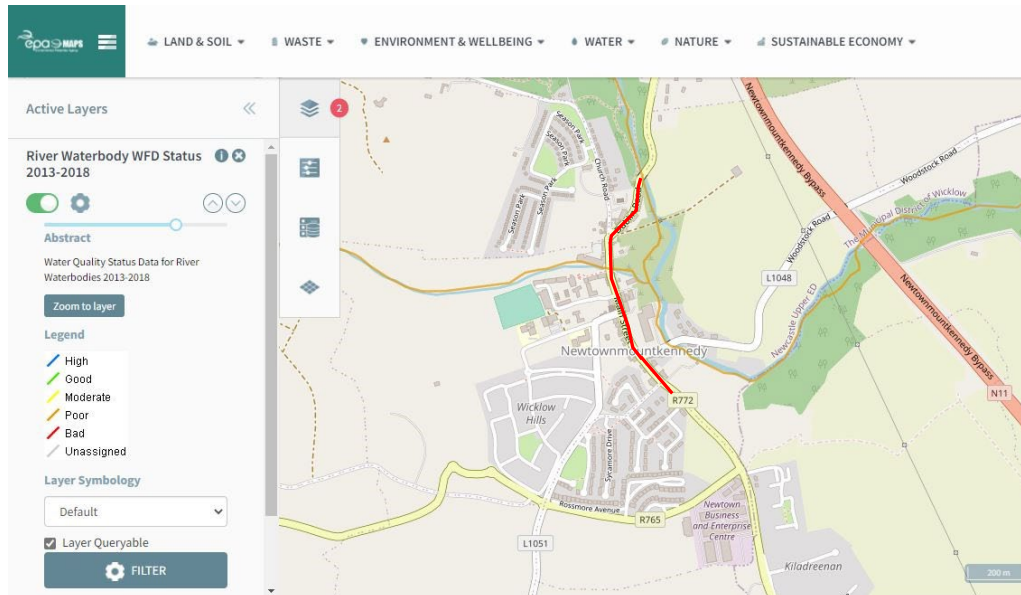 epa MAPS
LAND & SOIL
WASTE
ENVIRONMENT & WELLBEING
WATER
NATURE
SUSTAINABLE ECONOMY
Active Layers
2
River Waterbody WFD Status
2013-2018
Abstract
Water Quality Status Data for River
Waterbodies 2013-2018
Zoom to layer
Legend
High
Good
Moderate
Poor
Bad
Unassigned
Layer Symbology
Default
Layer Queryable
FILTER
Season Park
Season Park
Season Park
Season Park
Church Road
Newtownmountkennedy Bypass
Woodstock Road
The Municipal District of Wicklow
Woodstock Road
L1048
Newcastle Upper ED
Newtownmountkennedy Bypass
Main Street
Newtownmountkennedy
N11
R772
Wicklow
Hills
Sycamore Drive
Rossmore Avenue
R765
Newtown
Business
and Enterprise
Centre
L1051
Kiladreenan
200 m